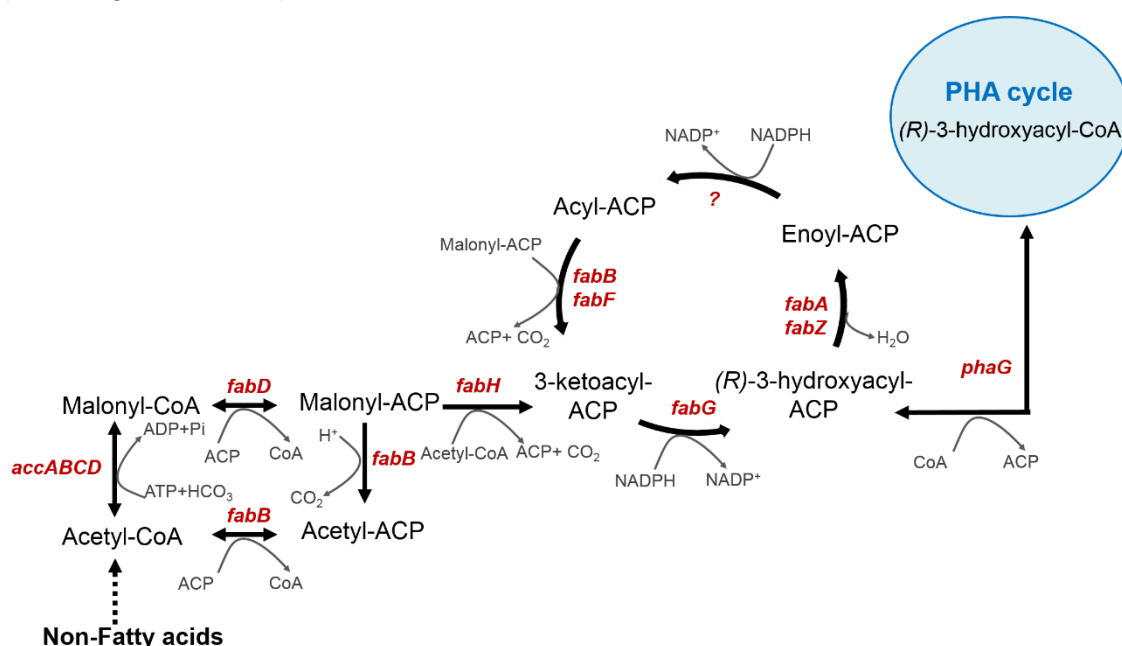 PHA cycle
(R)-3-hydroxyacyl-CoA
NADP+
NADPH
?
Acyl-ACP
Enoyl-ACP
Malonyl-ACP
fabB
fabF
ACP+ CO2
fabA
fabZ
H2O
phaG
3-ketoacyl-
ACP
(R)-3-hydroxyacyl-
ACP
fabD
fabH
Malonyl-CoA
Malonyl-ACP
fabG
ADP+Pi
ACP
CoA
H+
fabB
Acetyl-CoA
ACP+ CO2
CoA
ACP
NADPH
NADP+
accABCD
ATP+HCO3
CO2
fabB
Acetyl-CoA
Acetyl-ACP
ACP
CoA
Non-Fatty acids